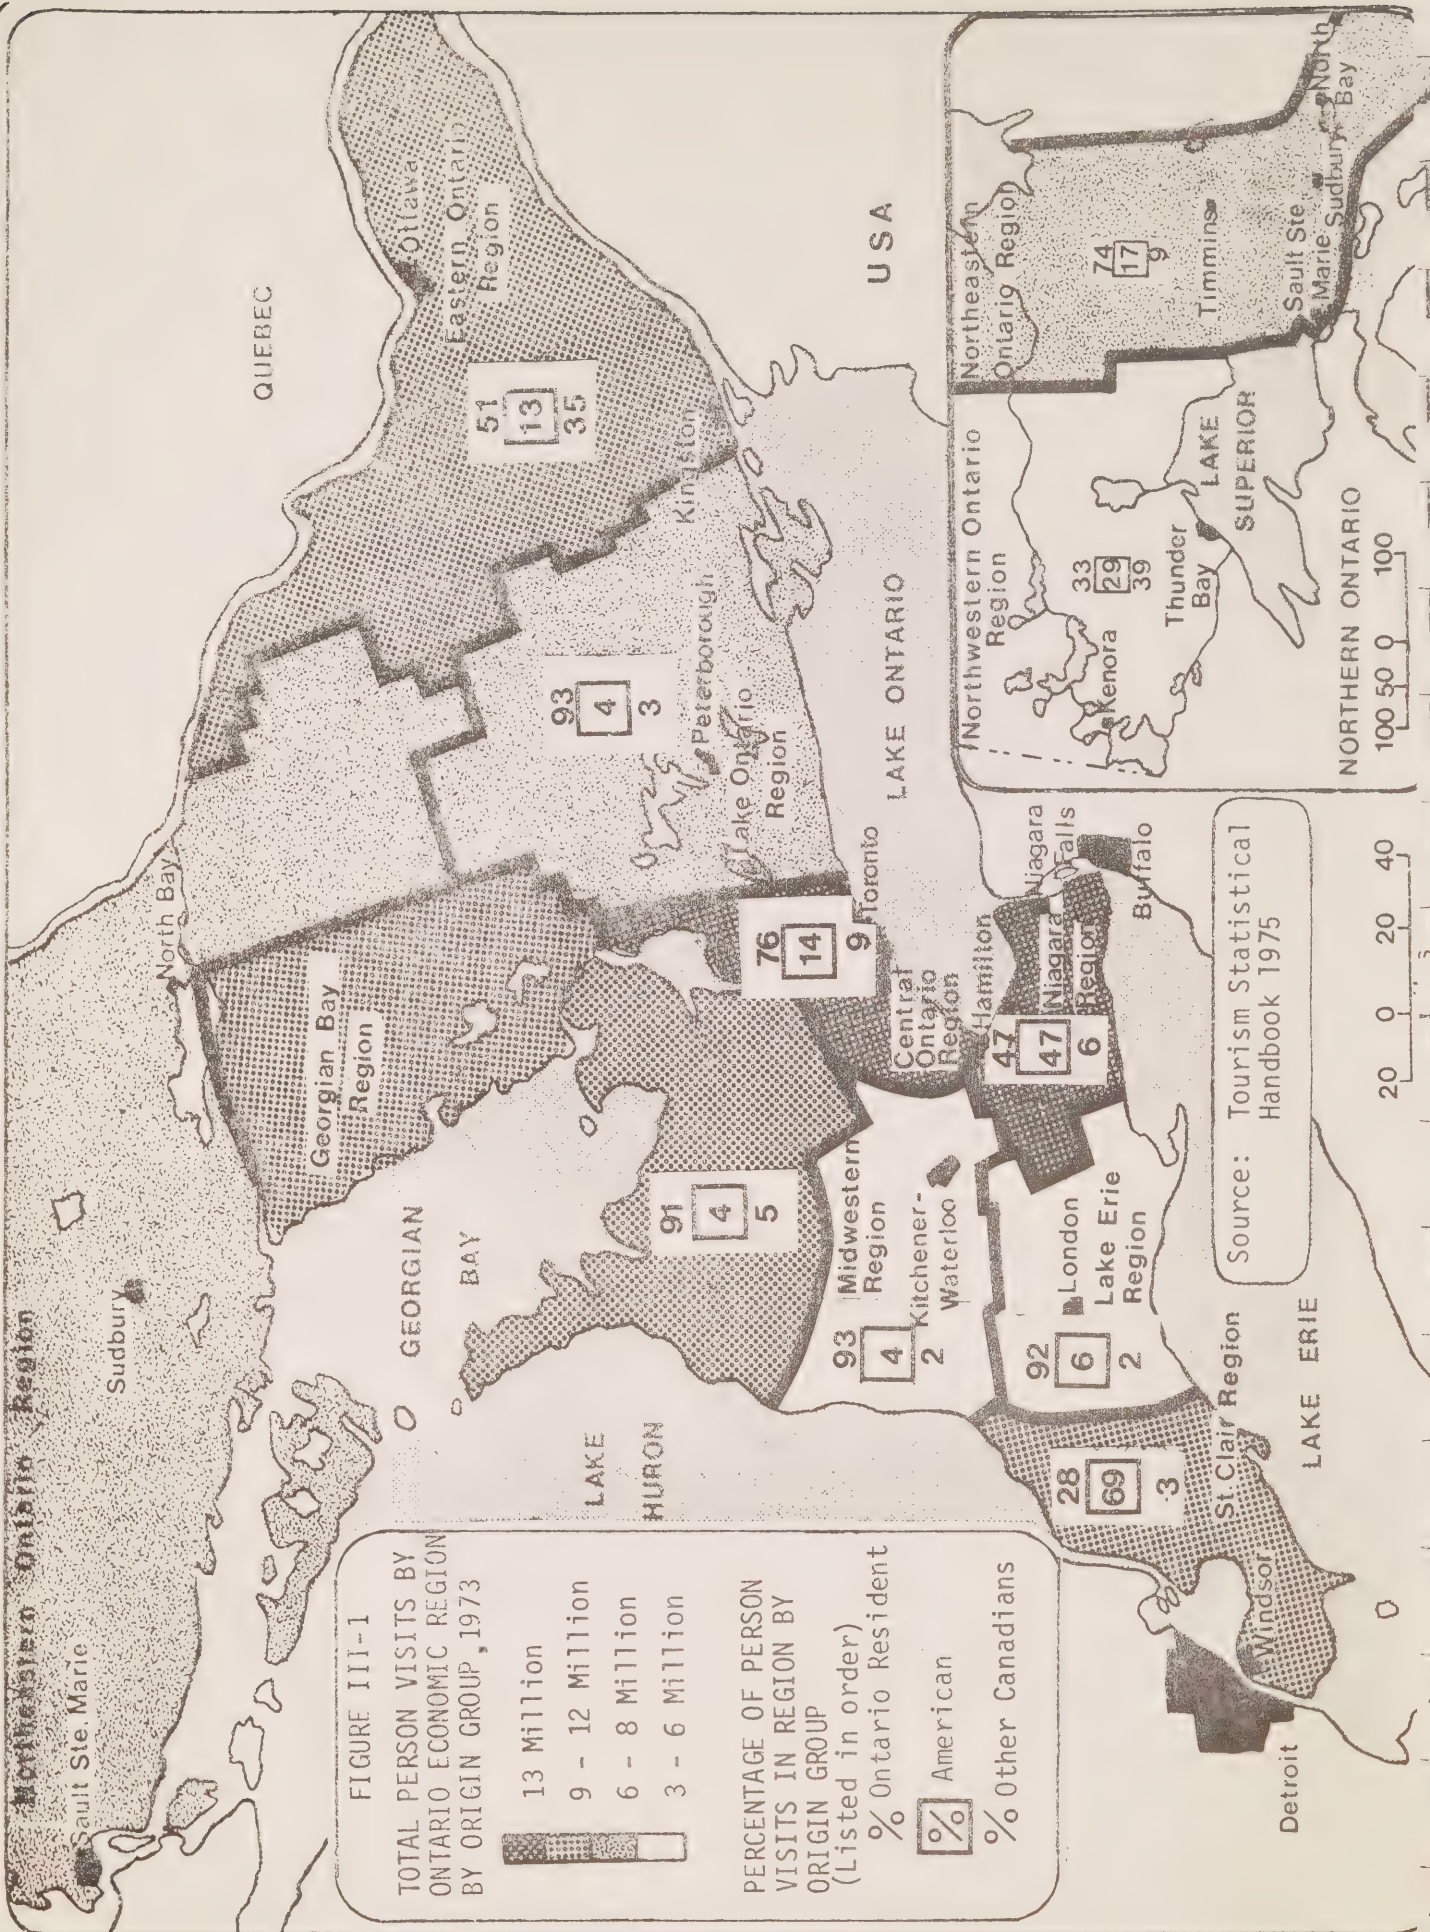 FIGURE III-1
TOTAL PERSON VISITS BY
ONTARIO ECONOMIC REGION
BY ORIGIN GROUP, 1973
13 Million
9 - 12 Million
6 - 8 Million
3 - 6 Million
PERCENTAGE OF PERSON
VISITS IN REGION BY
ORIGIN GROUP
(Listed in order)
% Ontario Resident
% American
% Other Canadians
Northeastern Ontario Region
Sault Ste. Marie
Sudbury
North Bay
QUEBEC
Ottawa
Eastern Ontario
Region
51
13
35
Kingston
Georgian Bay
Region
GEORGIAN
BAY
LAKE
HURON
91
4
5
93
4
3
Peterborough
Lake Ontario
Region
76
14
9
Toronto
LAKE ONTARIO
USA
Central
Ontario
Region
Hamilton
Niagara
Falls
Niagara
Region
47
47
6
Buffalo
Midwestern
Region
Kitchener-
Waterloo
93
4
2
London
Lake Erie
Region
92
6
2
St Clair Region
28
69
3
Windsor
Detroit
LAKE ERIE
Source: Tourism Statistical
Handbook 1975
20 0 20 40
Northwestern Ontario
Region
33
29
39
Kenora
Thunder
Bay
LAKE
SUPERIOR
Northeastern
Ontario Region
74
17
9
Timmins
Sault Ste
Marie
Sudbury
North
Bay
NORTHERN ONTARIO
100 50 0 100